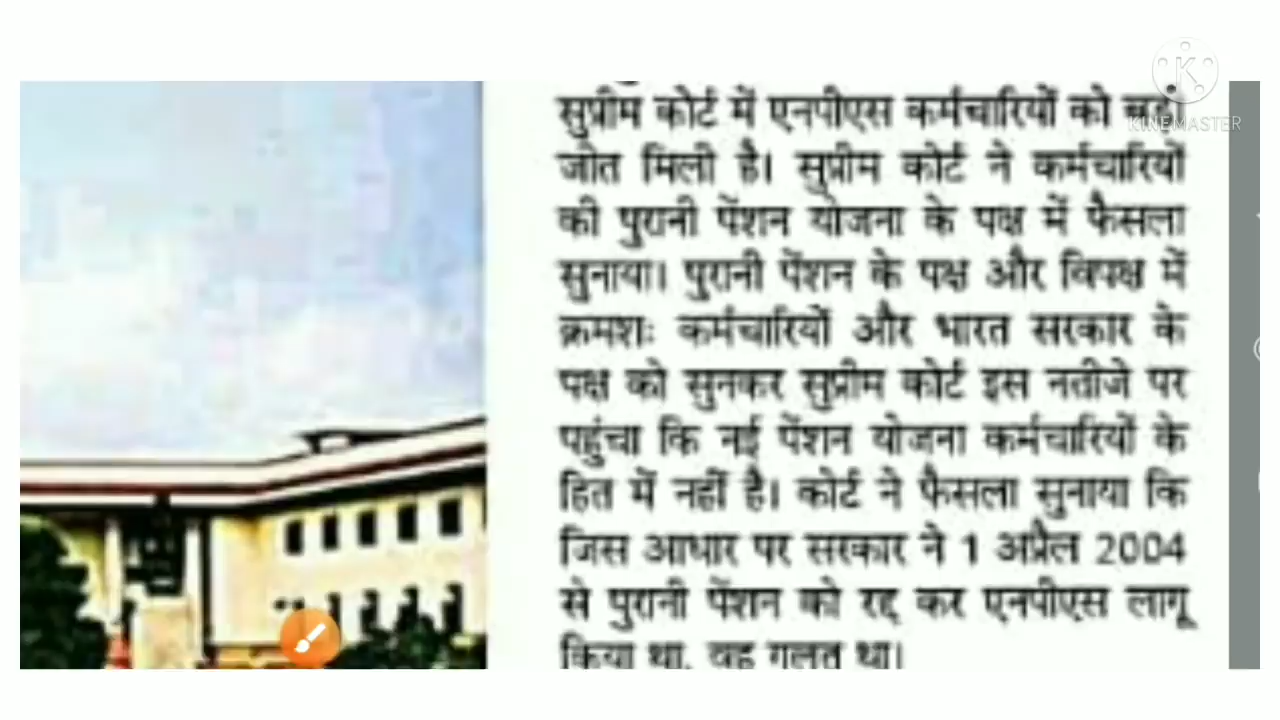 सुप्रीम कोर्ट में एनपीएस कर्मचारियों को बड़ी
जीत मिली है। सुप्रीम कोर्ट ने कर्मचारियों
की पुरानी पेंशन योजना के पक्ष में फैसला
सुनाया। पुरानी पेंशन के पक्ष और विपक्ष में
क्रमशः कर्मचारियों और भारत सरकार के
पक्ष को सुनकर सुप्रीम कोर्ट इस नतीजे पर
पहुंचा कि नई पेंशन योजना कर्मचारियों के
हित में नहीं है। कोर्ट ने फैसला सुनाया कि
जिस आधार पर सरकार ने 1 अप्रैल 2004
से पुरानी पेंशन को रद्द कर एनपीएस लागू
किया था, वह गलत था।
K
KINEMASTER